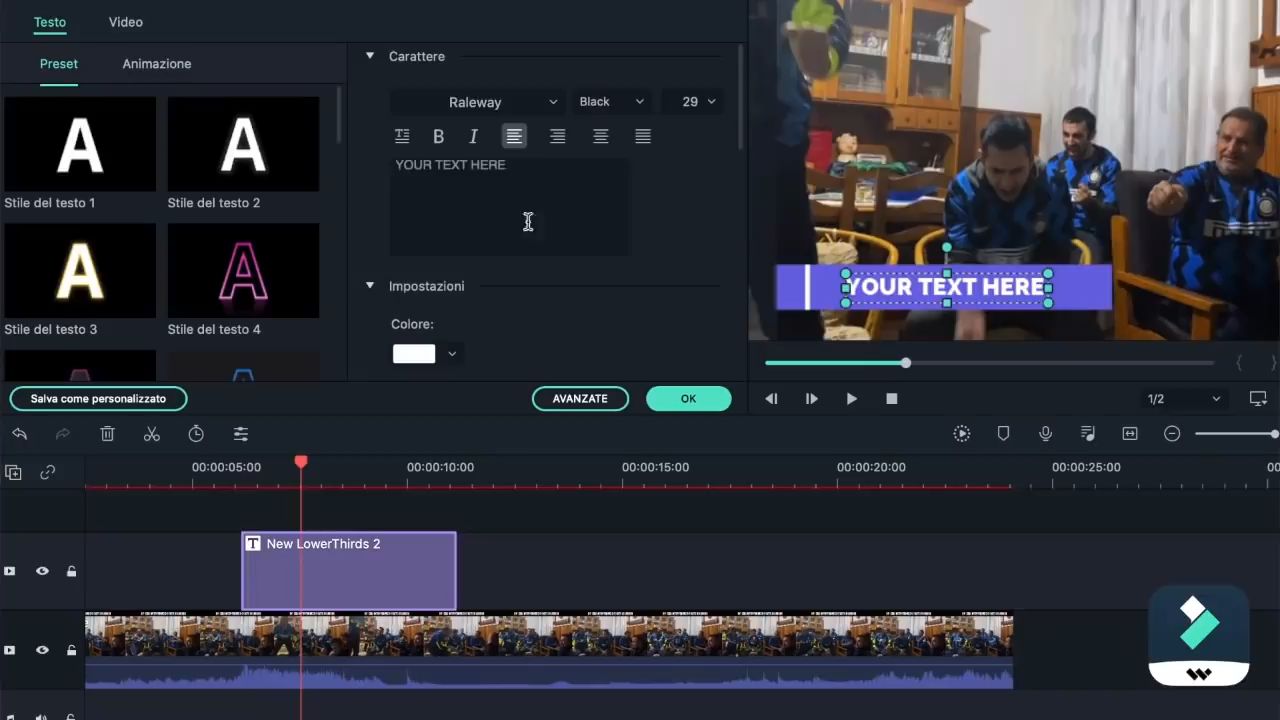 Testo Video
Preset Animazione
Carattere
Raleway Black 29
B I
YOUR TEXT HERE
A A
Stile del testo 1 Stile del testo 2
A A
Stile del testo 3 Stile del testo 4
Impostazioni
Colore:
Salva come personalizzato AVANZATE OK
YOUR TEXT HERE
1/2
00:00:05:00 00:00:10:00 00:00:15:00 00:00:20:00 00:00:25:00
T New LowerThirds 2